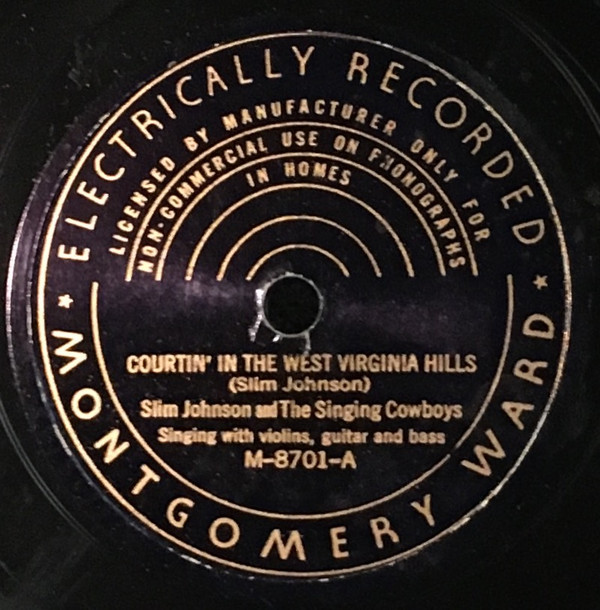 ELECTRICALLY RECORDED
LICENSED BY MANUFACTURER ONLY FOR
NON-COMMERCIAL USE ON PHONOGRAPHS
IN HOMES
COURTIN' IN THE WEST VIRGINIA HILLS
(Slim Johnson)
Slim Johnson and The Singing Cowboys
Singing with violins, guitar and bass
M-8701-A
★ MONTGOMERY WARD ★